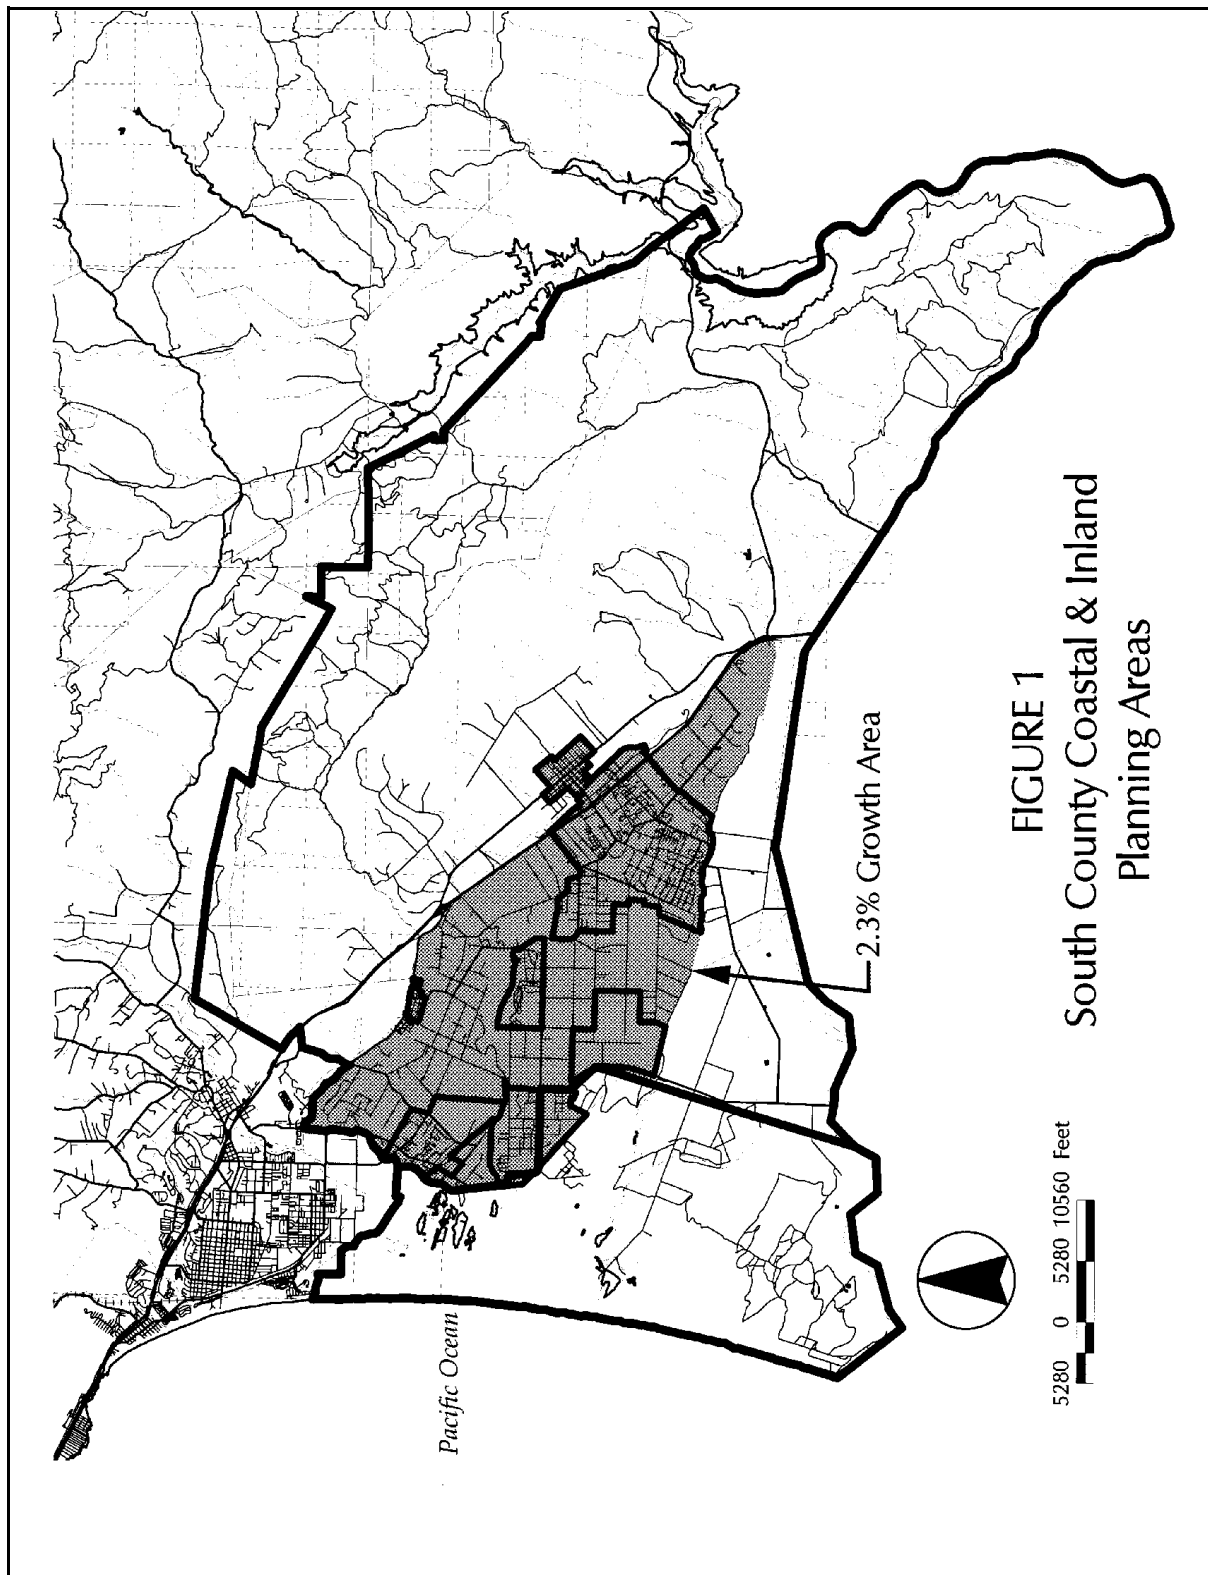 Pacific Ocean
2.3% Growth Area
5280 0 5280 10560 Feet
FIGURE 1
South County Coastal & Inland
Planning Areas